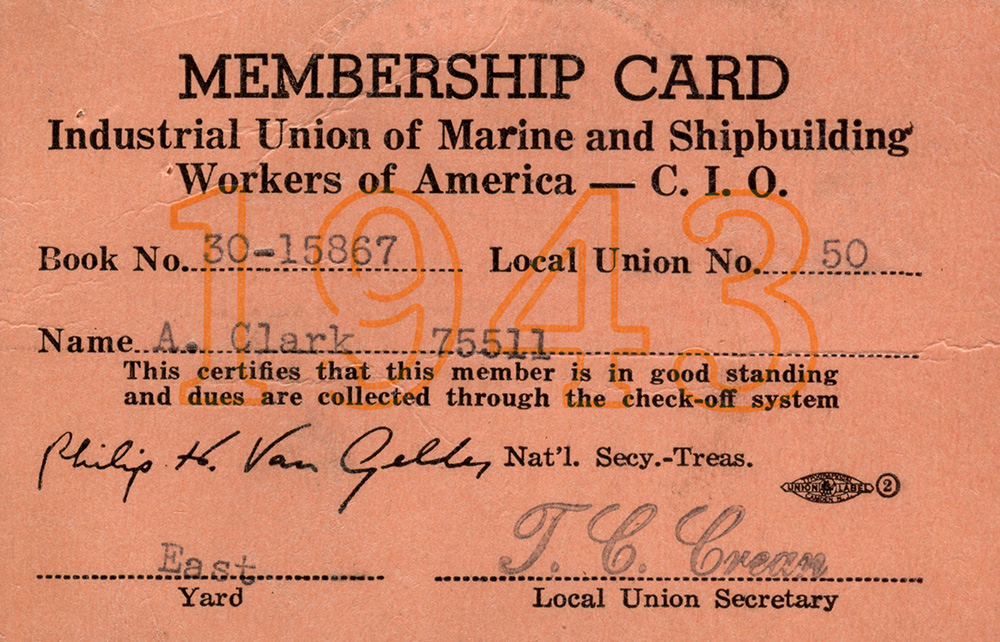 MEMBERSHIP CARD
Industrial Union of Marine and Shipbuilding
Workers of America — C. I. O.
1943
Book No. 30-15867 Local Union No. 50
Name A. Clark 75511
This certifies that this member is in good standing
and dues are collected through the check-off system
Philip H. Van Gelder Nat'l. Secy.-Treas.
TYPOGRAPHICAL
UNION LABEL 2
CAMDEN N.J.
East T. C. Crean
Yard Local Union Secretary